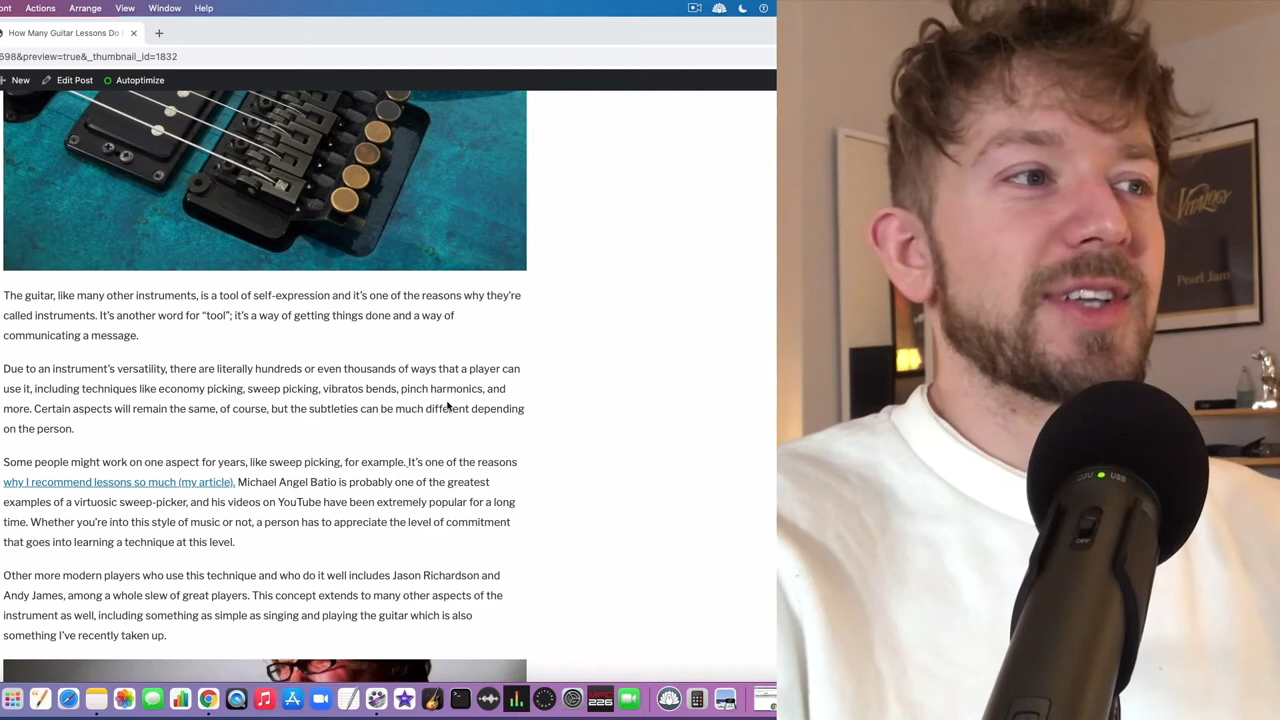 ont Actions Arrange View Window Help
How Many Guitar Lessons Do
698&preview=true&_thumbnail_id=1832
New Edit Post Autoptimize
The guitar, like many other instruments, is a tool of self-expression and it's one of the reasons why they're
called instruments. It's another word for “tool”; it's a way of getting things done and a way of
communicating a message.
Due to an instrument's versatility, there are literally hundreds or even thousands of ways that a player can
use it, including techniques like economy picking, sweep picking, vibratos bends, pinch harmonics, and
more. Certain aspects will remain the same, of course, but the subtleties can be much different depending
on the person.
Some people might work on one aspect for years, like sweep picking, for example. It's one of the reasons
why I recommend lessons so much (my article). Michael Angel Batio is probably one of the greatest
examples of a virtuosic sweep-picker, and his videos on YouTube have been extremely popular for a long
time. Whether you're into this style of music or not, a person has to appreciate the level of commitment
that goes into learning a technique at this level.
Other more modern players who use this technique and who do it well includes Jason Richardson and
Andy James, among a whole slew of great players. This concept extends to many other aspects of the
instrument as well, including something as simple as singing and playing the guitar which is also
something I've recently taken up.
MPD
226
Vitalogy
Pearl Jam
USB
OFF